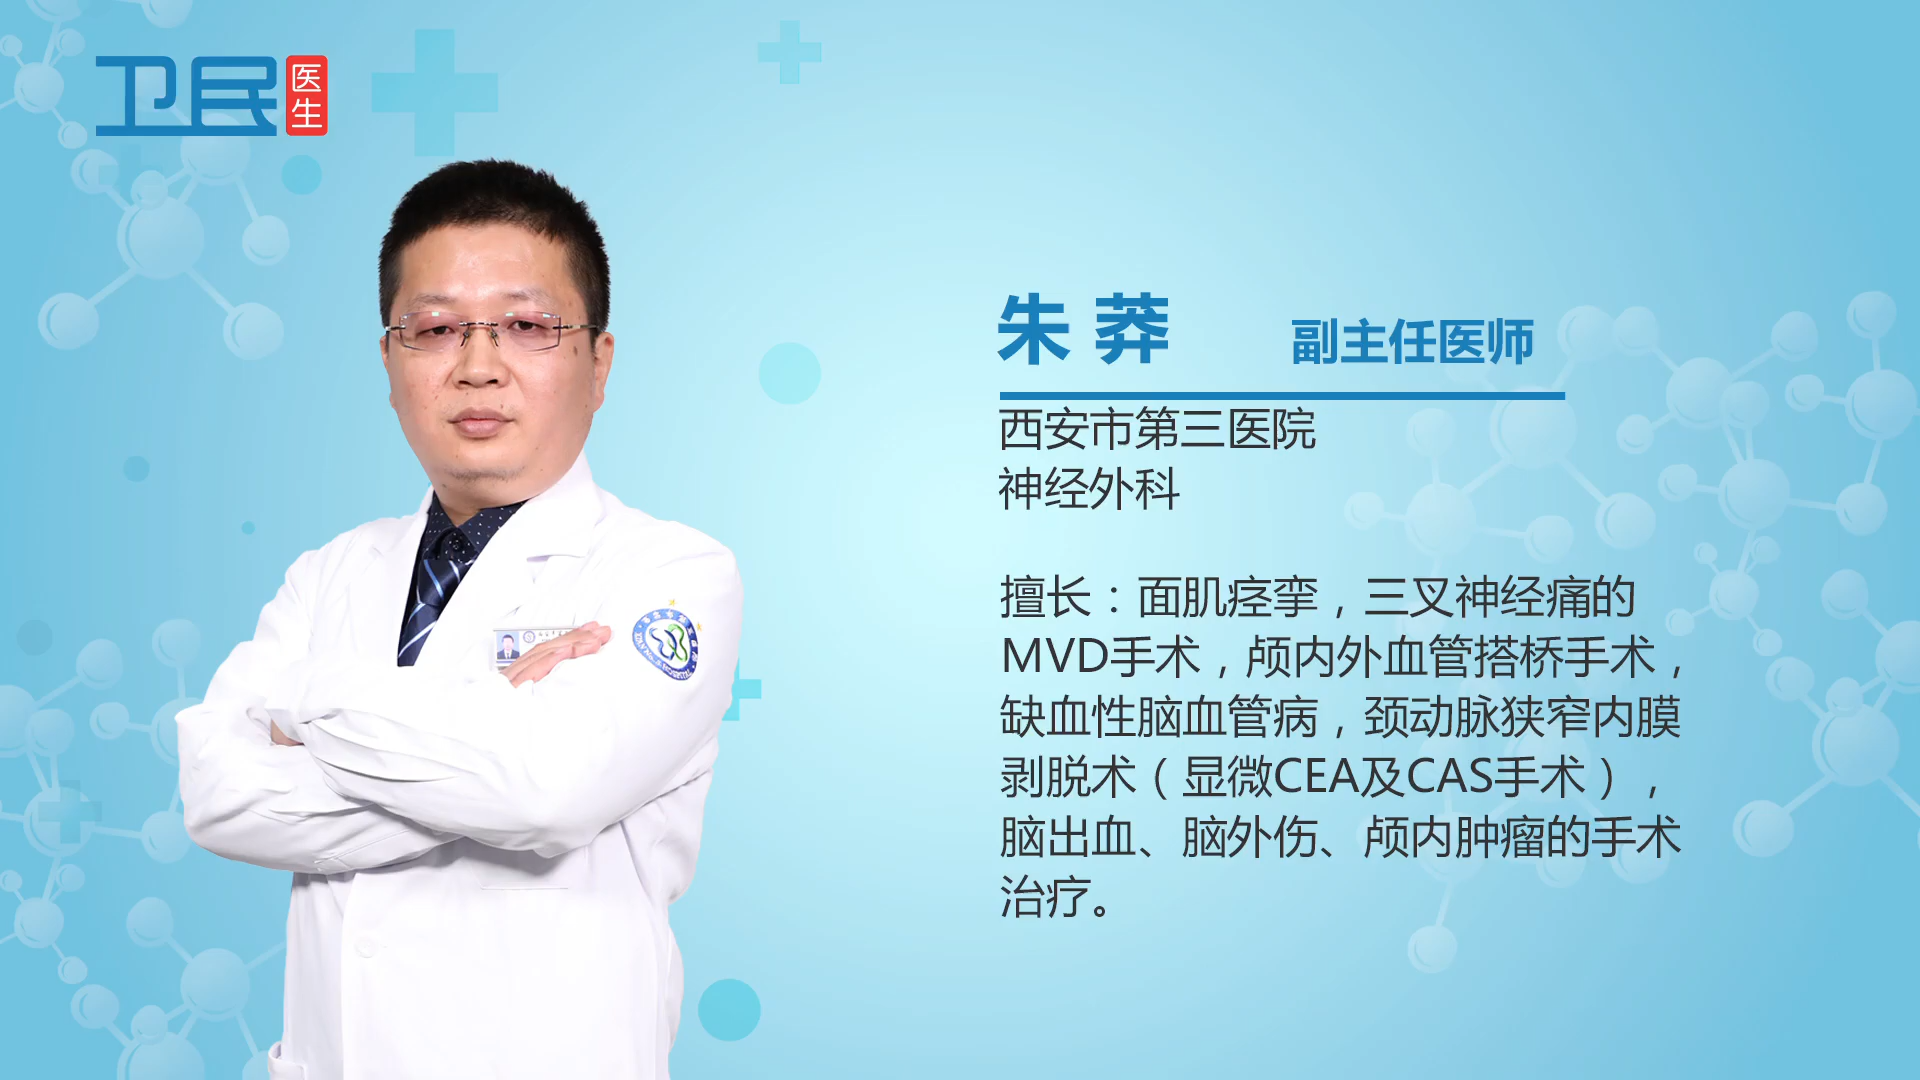 卫民医生
朱莽 副主任医师
西安市第三医院
神经外科
擅长：面肌痉挛，三叉神经痛的
MVD手术，颅内外血管搭桥手术，
缺血性脑血管病，颈动脉狭窄内膜
剥脱术（显微CEA及CAS手术），
脑出血、脑外伤、颅内肿瘤的手术
治疗。